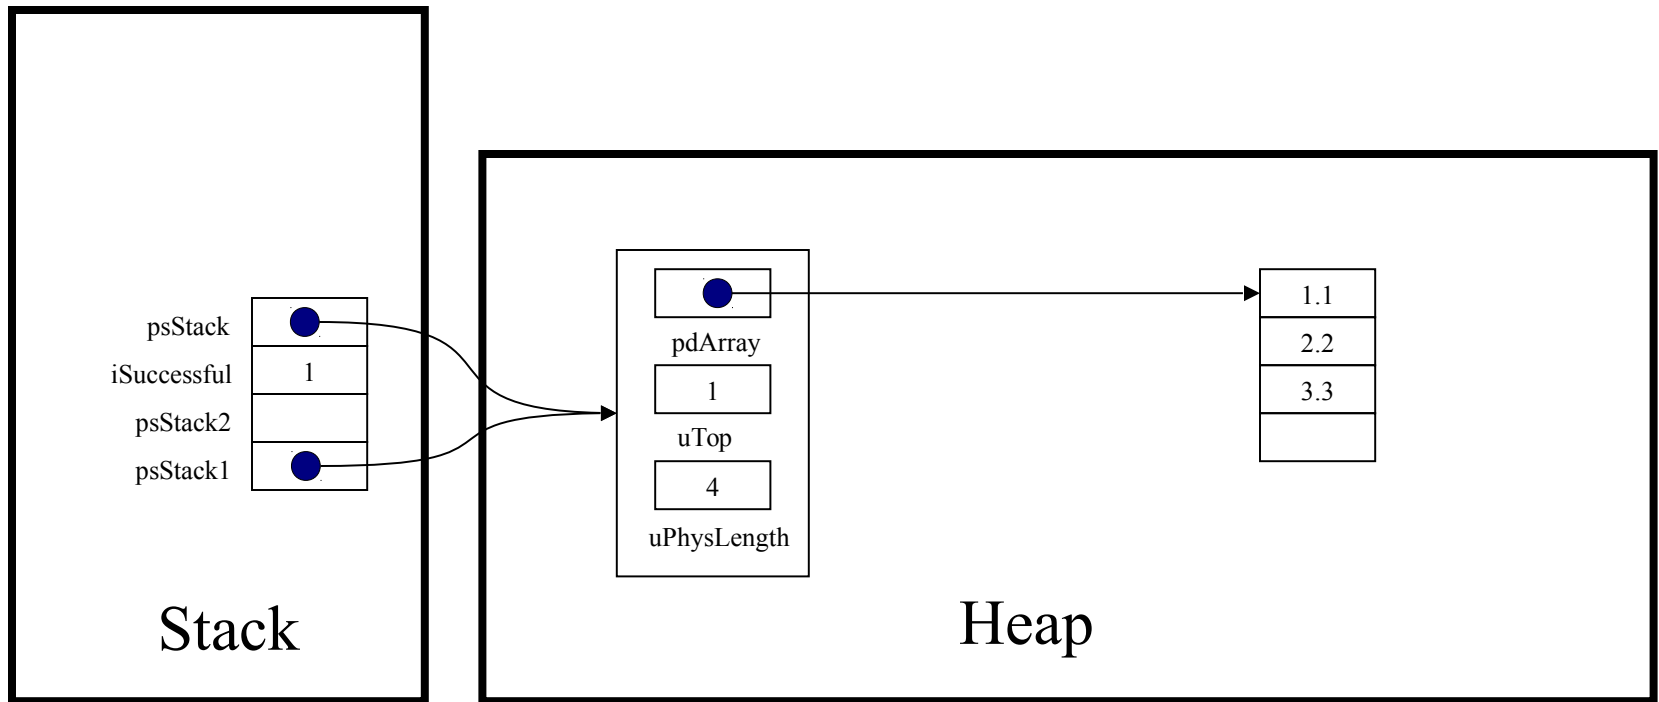 psStack
iSuccessful 1
psStack2
psStack1
Stack
pdArray
1
uTop
4
uPhysLength
1.1
2.2
3.3
Heap